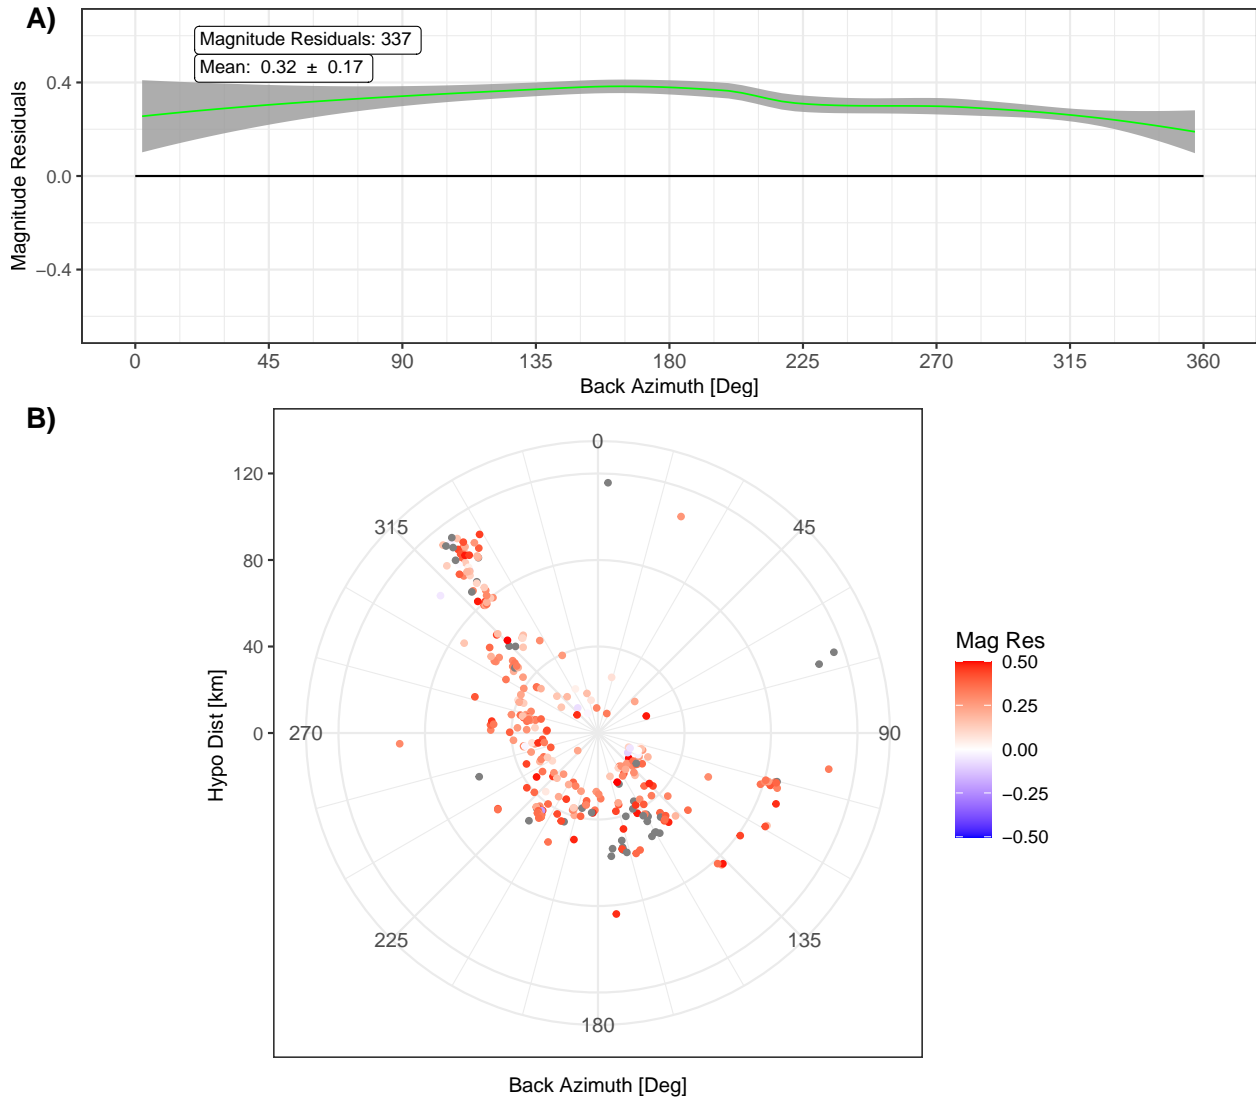 A)
Magnitude Residuals: 337
Mean: 0.32 ± 0.17
Magnitude Residuals
0.4
0.0
−0.4
0 45 90 135 180 225 270 315 360
Back Azimuth [Deg]
B)
Hypo Dist [km]
120
80
40
0
0
45
90
135
180
225
270
315
Back Azimuth [Deg]
Mag Res
0.50
0.25
0.00
−0.25
−0.50